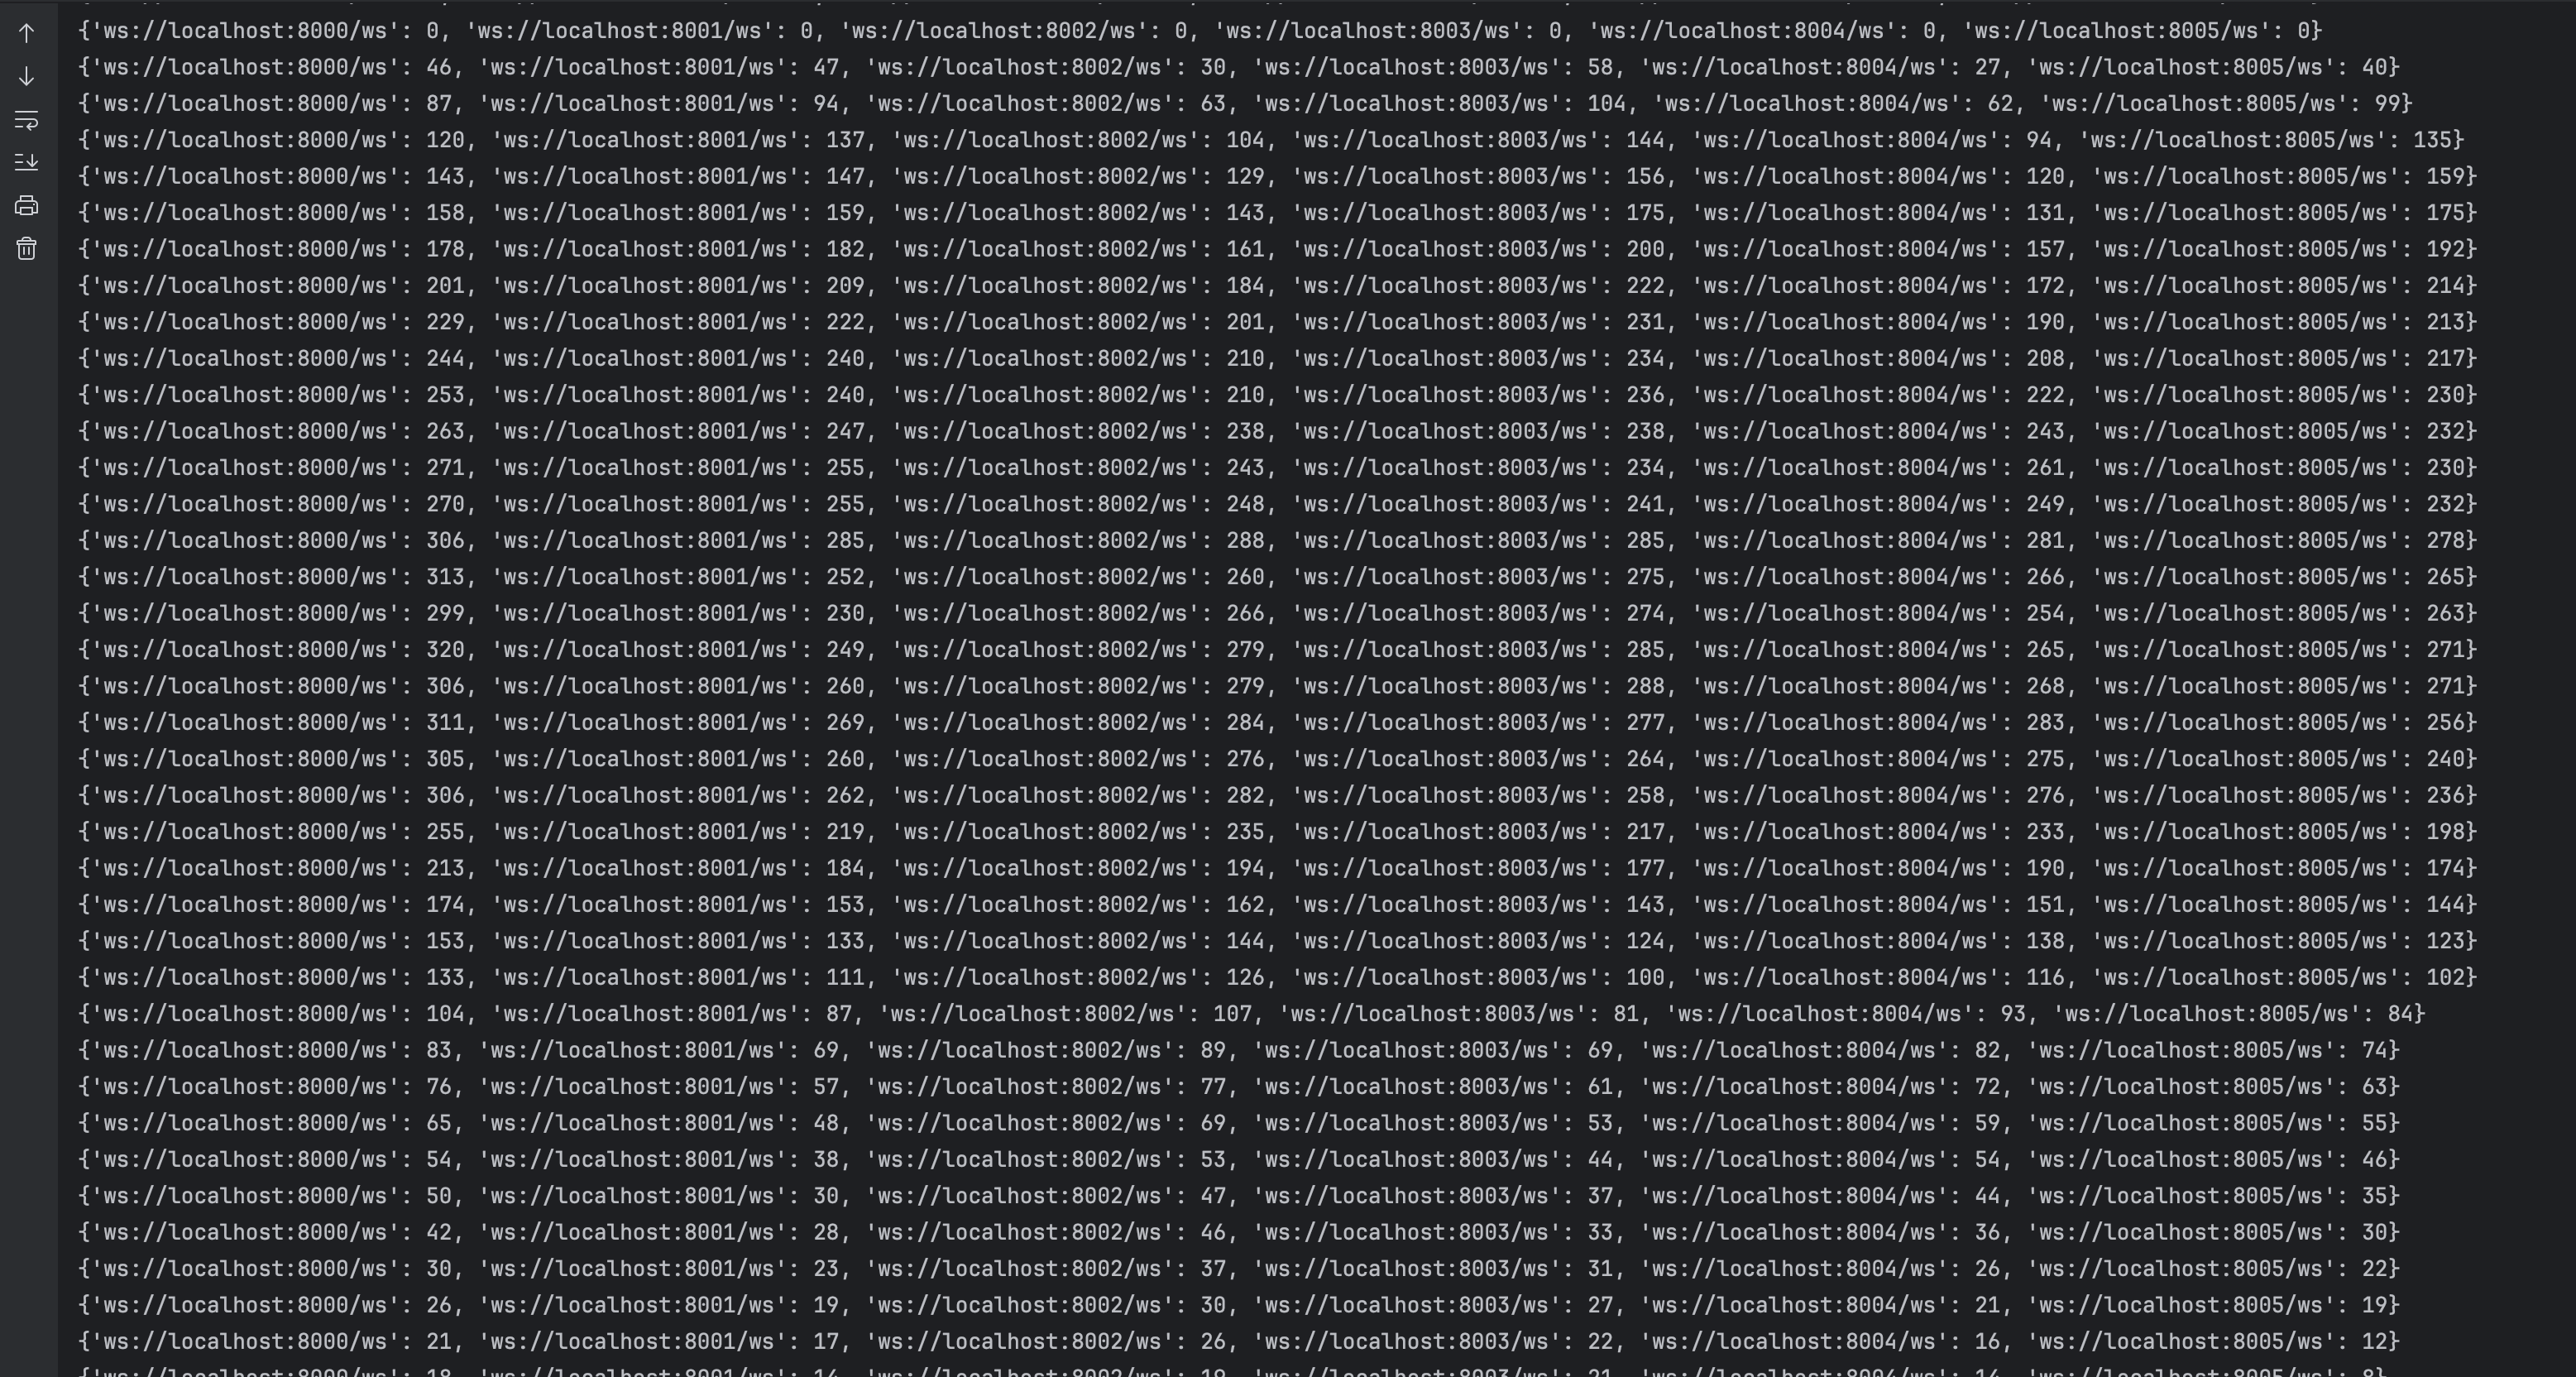 {'ws://localhost:8000/ws': 0, 'ws://localhost:8001/ws': 0, 'ws://localhost:8002/ws': 0, 'ws://localhost:8003/ws': 0, 'ws://localhost:8004/ws': 0, 'ws://localhost:8005/ws': 0}
{'ws://localhost:8000/ws': 46, 'ws://localhost:8001/ws': 47, 'ws://localhost:8002/ws': 30, 'ws://localhost:8003/ws': 58, 'ws://localhost:8004/ws': 27, 'ws://localhost:8005/ws': 40}
{'ws://localhost:8000/ws': 87, 'ws://localhost:8001/ws': 94, 'ws://localhost:8002/ws': 63, 'ws://localhost:8003/ws': 104, 'ws://localhost:8004/ws': 62, 'ws://localhost:8005/ws': 99}
{'ws://localhost:8000/ws': 120, 'ws://localhost:8001/ws': 137, 'ws://localhost:8002/ws': 104, 'ws://localhost:8003/ws': 144, 'ws://localhost:8004/ws': 94, 'ws://localhost:8005/ws': 135}
{'ws://localhost:8000/ws': 143, 'ws://localhost:8001/ws': 147, 'ws://localhost:8002/ws': 129, 'ws://localhost:8003/ws': 156, 'ws://localhost:8004/ws': 120, 'ws://localhost:8005/ws': 159}
{'ws://localhost:8000/ws': 158, 'ws://localhost:8001/ws': 159, 'ws://localhost:8002/ws': 143, 'ws://localhost:8003/ws': 175, 'ws://localhost:8004/ws': 131, 'ws://localhost:8005/ws': 175}
{'ws://localhost:8000/ws': 178, 'ws://localhost:8001/ws': 182, 'ws://localhost:8002/ws': 161, 'ws://localhost:8003/ws': 200, 'ws://localhost:8004/ws': 157, 'ws://localhost:8005/ws': 192}
{'ws://localhost:8000/ws': 201, 'ws://localhost:8001/ws': 209, 'ws://localhost:8002/ws': 184, 'ws://localhost:8003/ws': 222, 'ws://localhost:8004/ws': 172, 'ws://localhost:8005/ws': 214}
{'ws://localhost:8000/ws': 229, 'ws://localhost:8001/ws': 222, 'ws://localhost:8002/ws': 201, 'ws://localhost:8003/ws': 231, 'ws://localhost:8004/ws': 190, 'ws://localhost:8005/ws': 213}
{'ws://localhost:8000/ws': 244, 'ws://localhost:8001/ws': 240, 'ws://localhost:8002/ws': 210, 'ws://localhost:8003/ws': 234, 'ws://localhost:8004/ws': 208, 'ws://localhost:8005/ws': 217}
{'ws://localhost:8000/ws': 253, 'ws://localhost:8001/ws': 240, 'ws://localhost:8002/ws': 210, 'ws://localhost:8003/ws': 236, 'ws://localhost:8004/ws': 222, 'ws://localhost:8005/ws': 230}
{'ws://localhost:8000/ws': 263, 'ws://localhost:8001/ws': 247, 'ws://localhost:8002/ws': 238, 'ws://localhost:8003/ws': 238, 'ws://localhost:8004/ws': 243, 'ws://localhost:8005/ws': 232}
{'ws://localhost:8000/ws': 271, 'ws://localhost:8001/ws': 255, 'ws://localhost:8002/ws': 243, 'ws://localhost:8003/ws': 234, 'ws://localhost:8004/ws': 261, 'ws://localhost:8005/ws': 230}
{'ws://localhost:8000/ws': 270, 'ws://localhost:8001/ws': 255, 'ws://localhost:8002/ws': 248, 'ws://localhost:8003/ws': 241, 'ws://localhost:8004/ws': 249, 'ws://localhost:8005/ws': 232}
{'ws://localhost:8000/ws': 306, 'ws://localhost:8001/ws': 285, 'ws://localhost:8002/ws': 288, 'ws://localhost:8003/ws': 285, 'ws://localhost:8004/ws': 281, 'ws://localhost:8005/ws': 278}
{'ws://localhost:8000/ws': 313, 'ws://localhost:8001/ws': 252, 'ws://localhost:8002/ws': 260, 'ws://localhost:8003/ws': 275, 'ws://localhost:8004/ws': 266, 'ws://localhost:8005/ws': 265}
{'ws://localhost:8000/ws': 299, 'ws://localhost:8001/ws': 230, 'ws://localhost:8002/ws': 266, 'ws://localhost:8003/ws': 274, 'ws://localhost:8004/ws': 254, 'ws://localhost:8005/ws': 263}
{'ws://localhost:8000/ws': 320, 'ws://localhost:8001/ws': 249, 'ws://localhost:8002/ws': 279, 'ws://localhost:8003/ws': 285, 'ws://localhost:8004/ws': 265, 'ws://localhost:8005/ws': 271}
{'ws://localhost:8000/ws': 306, 'ws://localhost:8001/ws': 260, 'ws://localhost:8002/ws': 279, 'ws://localhost:8003/ws': 288, 'ws://localhost:8004/ws': 268, 'ws://localhost:8005/ws': 271}
{'ws://localhost:8000/ws': 311, 'ws://localhost:8001/ws': 269, 'ws://localhost:8002/ws': 284, 'ws://localhost:8003/ws': 277, 'ws://localhost:8004/ws': 283, 'ws://localhost:8005/ws': 256}
{'ws://localhost:8000/ws': 305, 'ws://localhost:8001/ws': 260, 'ws://localhost:8002/ws': 276, 'ws://localhost:8003/ws': 264, 'ws://localhost:8004/ws': 275, 'ws://localhost:8005/ws': 240}
{'ws://localhost:8000/ws': 306, 'ws://localhost:8001/ws': 262, 'ws://localhost:8002/ws': 282, 'ws://localhost:8003/ws': 258, 'ws://localhost:8004/ws': 276, 'ws://localhost:8005/ws': 236}
{'ws://localhost:8000/ws': 255, 'ws://localhost:8001/ws': 219, 'ws://localhost:8002/ws': 235, 'ws://localhost:8003/ws': 217, 'ws://localhost:8004/ws': 233, 'ws://localhost:8005/ws': 198}
{'ws://localhost:8000/ws': 213, 'ws://localhost:8001/ws': 184, 'ws://localhost:8002/ws': 194, 'ws://localhost:8003/ws': 177, 'ws://localhost:8004/ws': 190, 'ws://localhost:8005/ws': 174}
{'ws://localhost:8000/ws': 174, 'ws://localhost:8001/ws': 153, 'ws://localhost:8002/ws': 162, 'ws://localhost:8003/ws': 143, 'ws://localhost:8004/ws': 151, 'ws://localhost:8005/ws': 144}
{'ws://localhost:8000/ws': 153, 'ws://localhost:8001/ws': 133, 'ws://localhost:8002/ws': 144, 'ws://localhost:8003/ws': 124, 'ws://localhost:8004/ws': 138, 'ws://localhost:8005/ws': 123}
{'ws://localhost:8000/ws': 133, 'ws://localhost:8001/ws': 111, 'ws://localhost:8002/ws': 126, 'ws://localhost:8003/ws': 100, 'ws://localhost:8004/ws': 116, 'ws://localhost:8005/ws': 102}
{'ws://localhost:8000/ws': 104, 'ws://localhost:8001/ws': 87, 'ws://localhost:8002/ws': 107, 'ws://localhost:8003/ws': 81, 'ws://localhost:8004/ws': 93, 'ws://localhost:8005/ws': 84}
{'ws://localhost:8000/ws': 83, 'ws://localhost:8001/ws': 69, 'ws://localhost:8002/ws': 89, 'ws://localhost:8003/ws': 69, 'ws://localhost:8004/ws': 82, 'ws://localhost:8005/ws': 74}
{'ws://localhost:8000/ws': 76, 'ws://localhost:8001/ws': 57, 'ws://localhost:8002/ws': 77, 'ws://localhost:8003/ws': 61, 'ws://localhost:8004/ws': 72, 'ws://localhost:8005/ws': 63}
{'ws://localhost:8000/ws': 65, 'ws://localhost:8001/ws': 48, 'ws://localhost:8002/ws': 69, 'ws://localhost:8003/ws': 53, 'ws://localhost:8004/ws': 59, 'ws://localhost:8005/ws': 55}
{'ws://localhost:8000/ws': 54, 'ws://localhost:8001/ws': 38, 'ws://localhost:8002/ws': 53, 'ws://localhost:8003/ws': 44, 'ws://localhost:8004/ws': 54, 'ws://localhost:8005/ws': 46}
{'ws://localhost:8000/ws': 50, 'ws://localhost:8001/ws': 30, 'ws://localhost:8002/ws': 47, 'ws://localhost:8003/ws': 37, 'ws://localhost:8004/ws': 44, 'ws://localhost:8005/ws': 35}
{'ws://localhost:8000/ws': 42, 'ws://localhost:8001/ws': 28, 'ws://localhost:8002/ws': 46, 'ws://localhost:8003/ws': 33, 'ws://localhost:8004/ws': 36, 'ws://localhost:8005/ws': 30}
{'ws://localhost:8000/ws': 30, 'ws://localhost:8001/ws': 23, 'ws://localhost:8002/ws': 37, 'ws://localhost:8003/ws': 31, 'ws://localhost:8004/ws': 26, 'ws://localhost:8005/ws': 22}
{'ws://localhost:8000/ws': 26, 'ws://localhost:8001/ws': 19, 'ws://localhost:8002/ws': 30, 'ws://localhost:8003/ws': 27, 'ws://localhost:8004/ws': 21, 'ws://localhost:8005/ws': 19}
{'ws://localhost:8000/ws': 21, 'ws://localhost:8001/ws': 17, 'ws://localhost:8002/ws': 26, 'ws://localhost:8003/ws': 22, 'ws://localhost:8004/ws': 16, 'ws://localhost:8005/ws': 12}